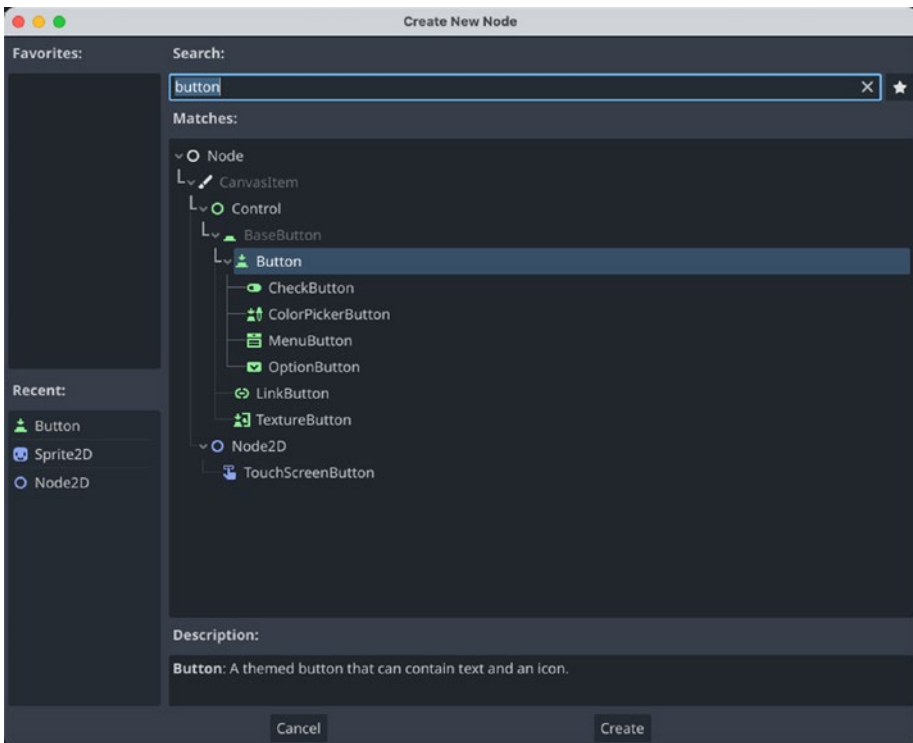 Create New Node
Favorites:
Search:
button
Matches:
Node
CanvasItem
Control
BaseButton
Button
CheckButton
ColorPickerButton
MenuButton
OptionButton
LinkButton
TextureButton
Node2D
TouchScreenButton
Recent:
Button
Sprite2D
Node2D
Description:
Button: A themed button that can contain text and an icon.
Cancel
Create